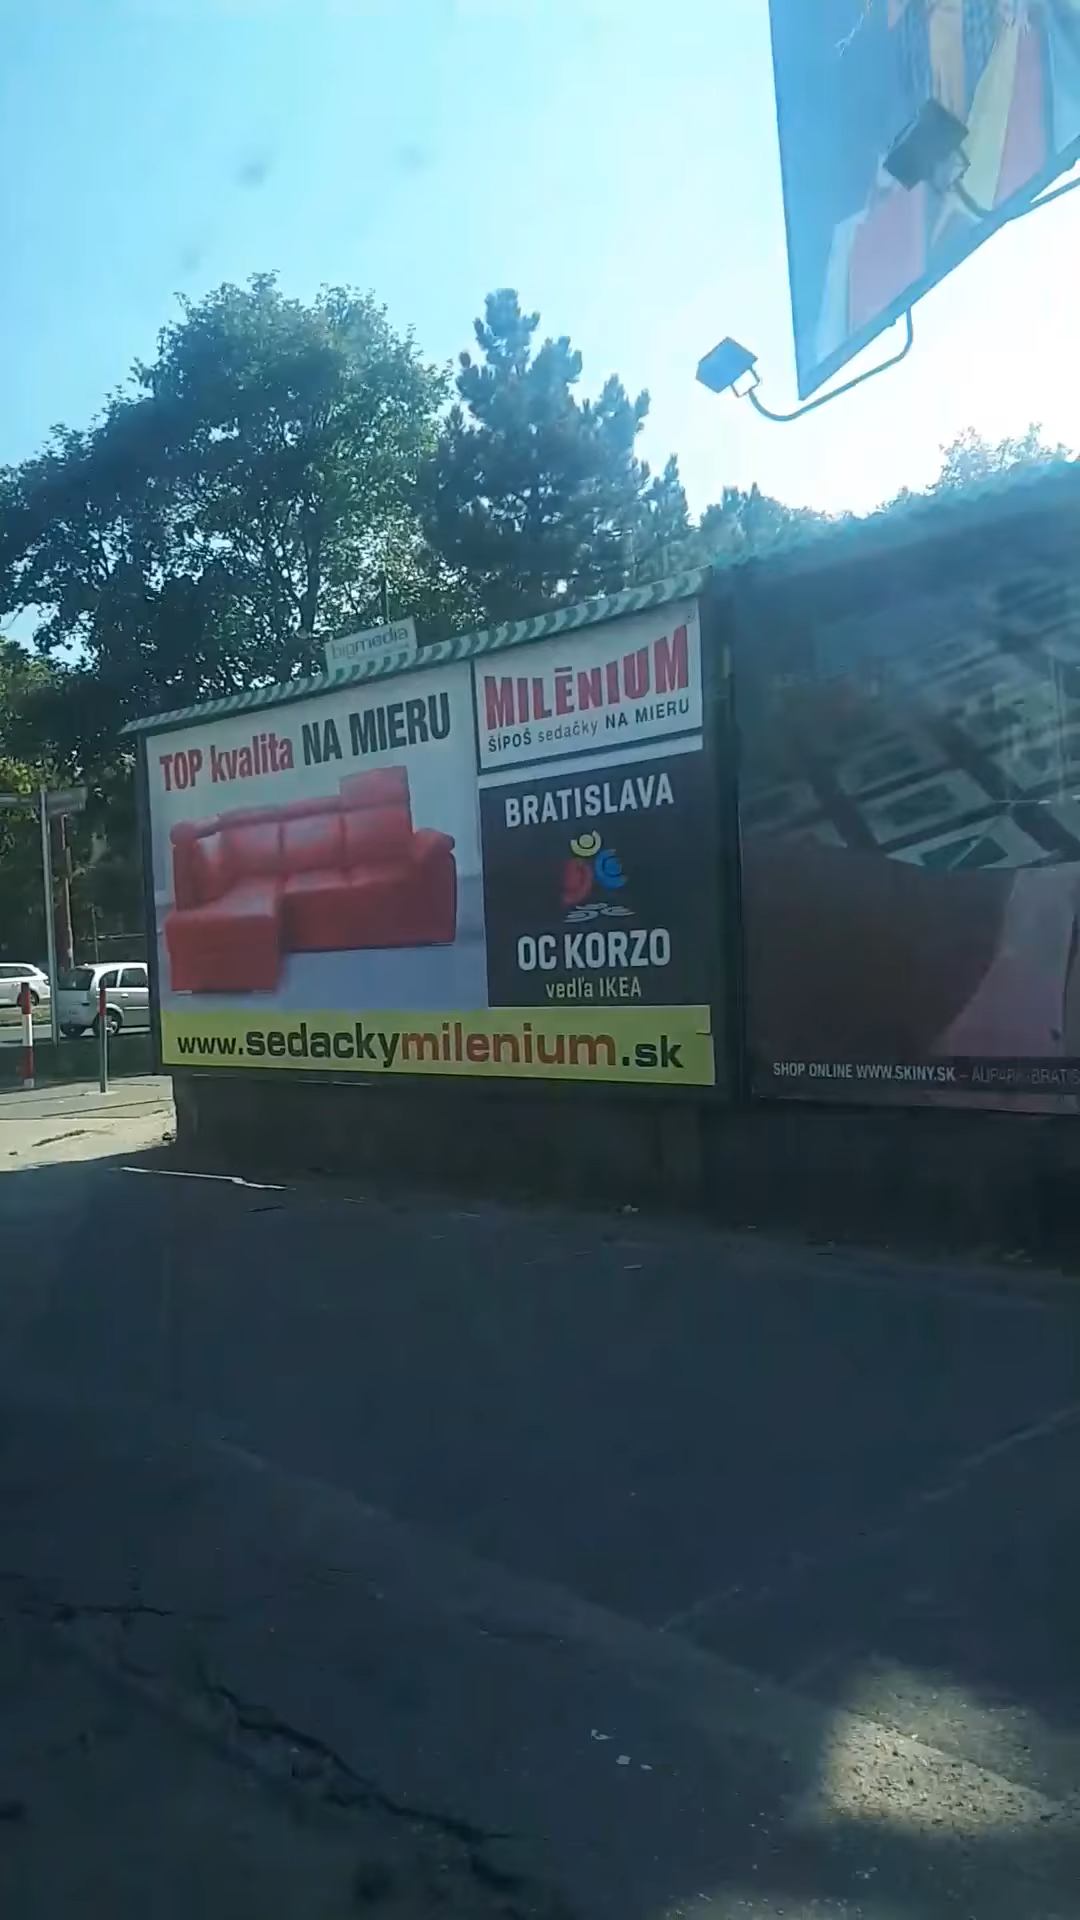 bigmedia
TOP kvalita NA MIERU
MILĒNIUM
ŠÍPOŠ sedačky NA MIERU
BRATISLAVA
OC KORZO
vedľa IKEA
www.sedackymilenium.sk
SHOP ONLINE WWW.SKINY.SK – AUPARK BRATIS